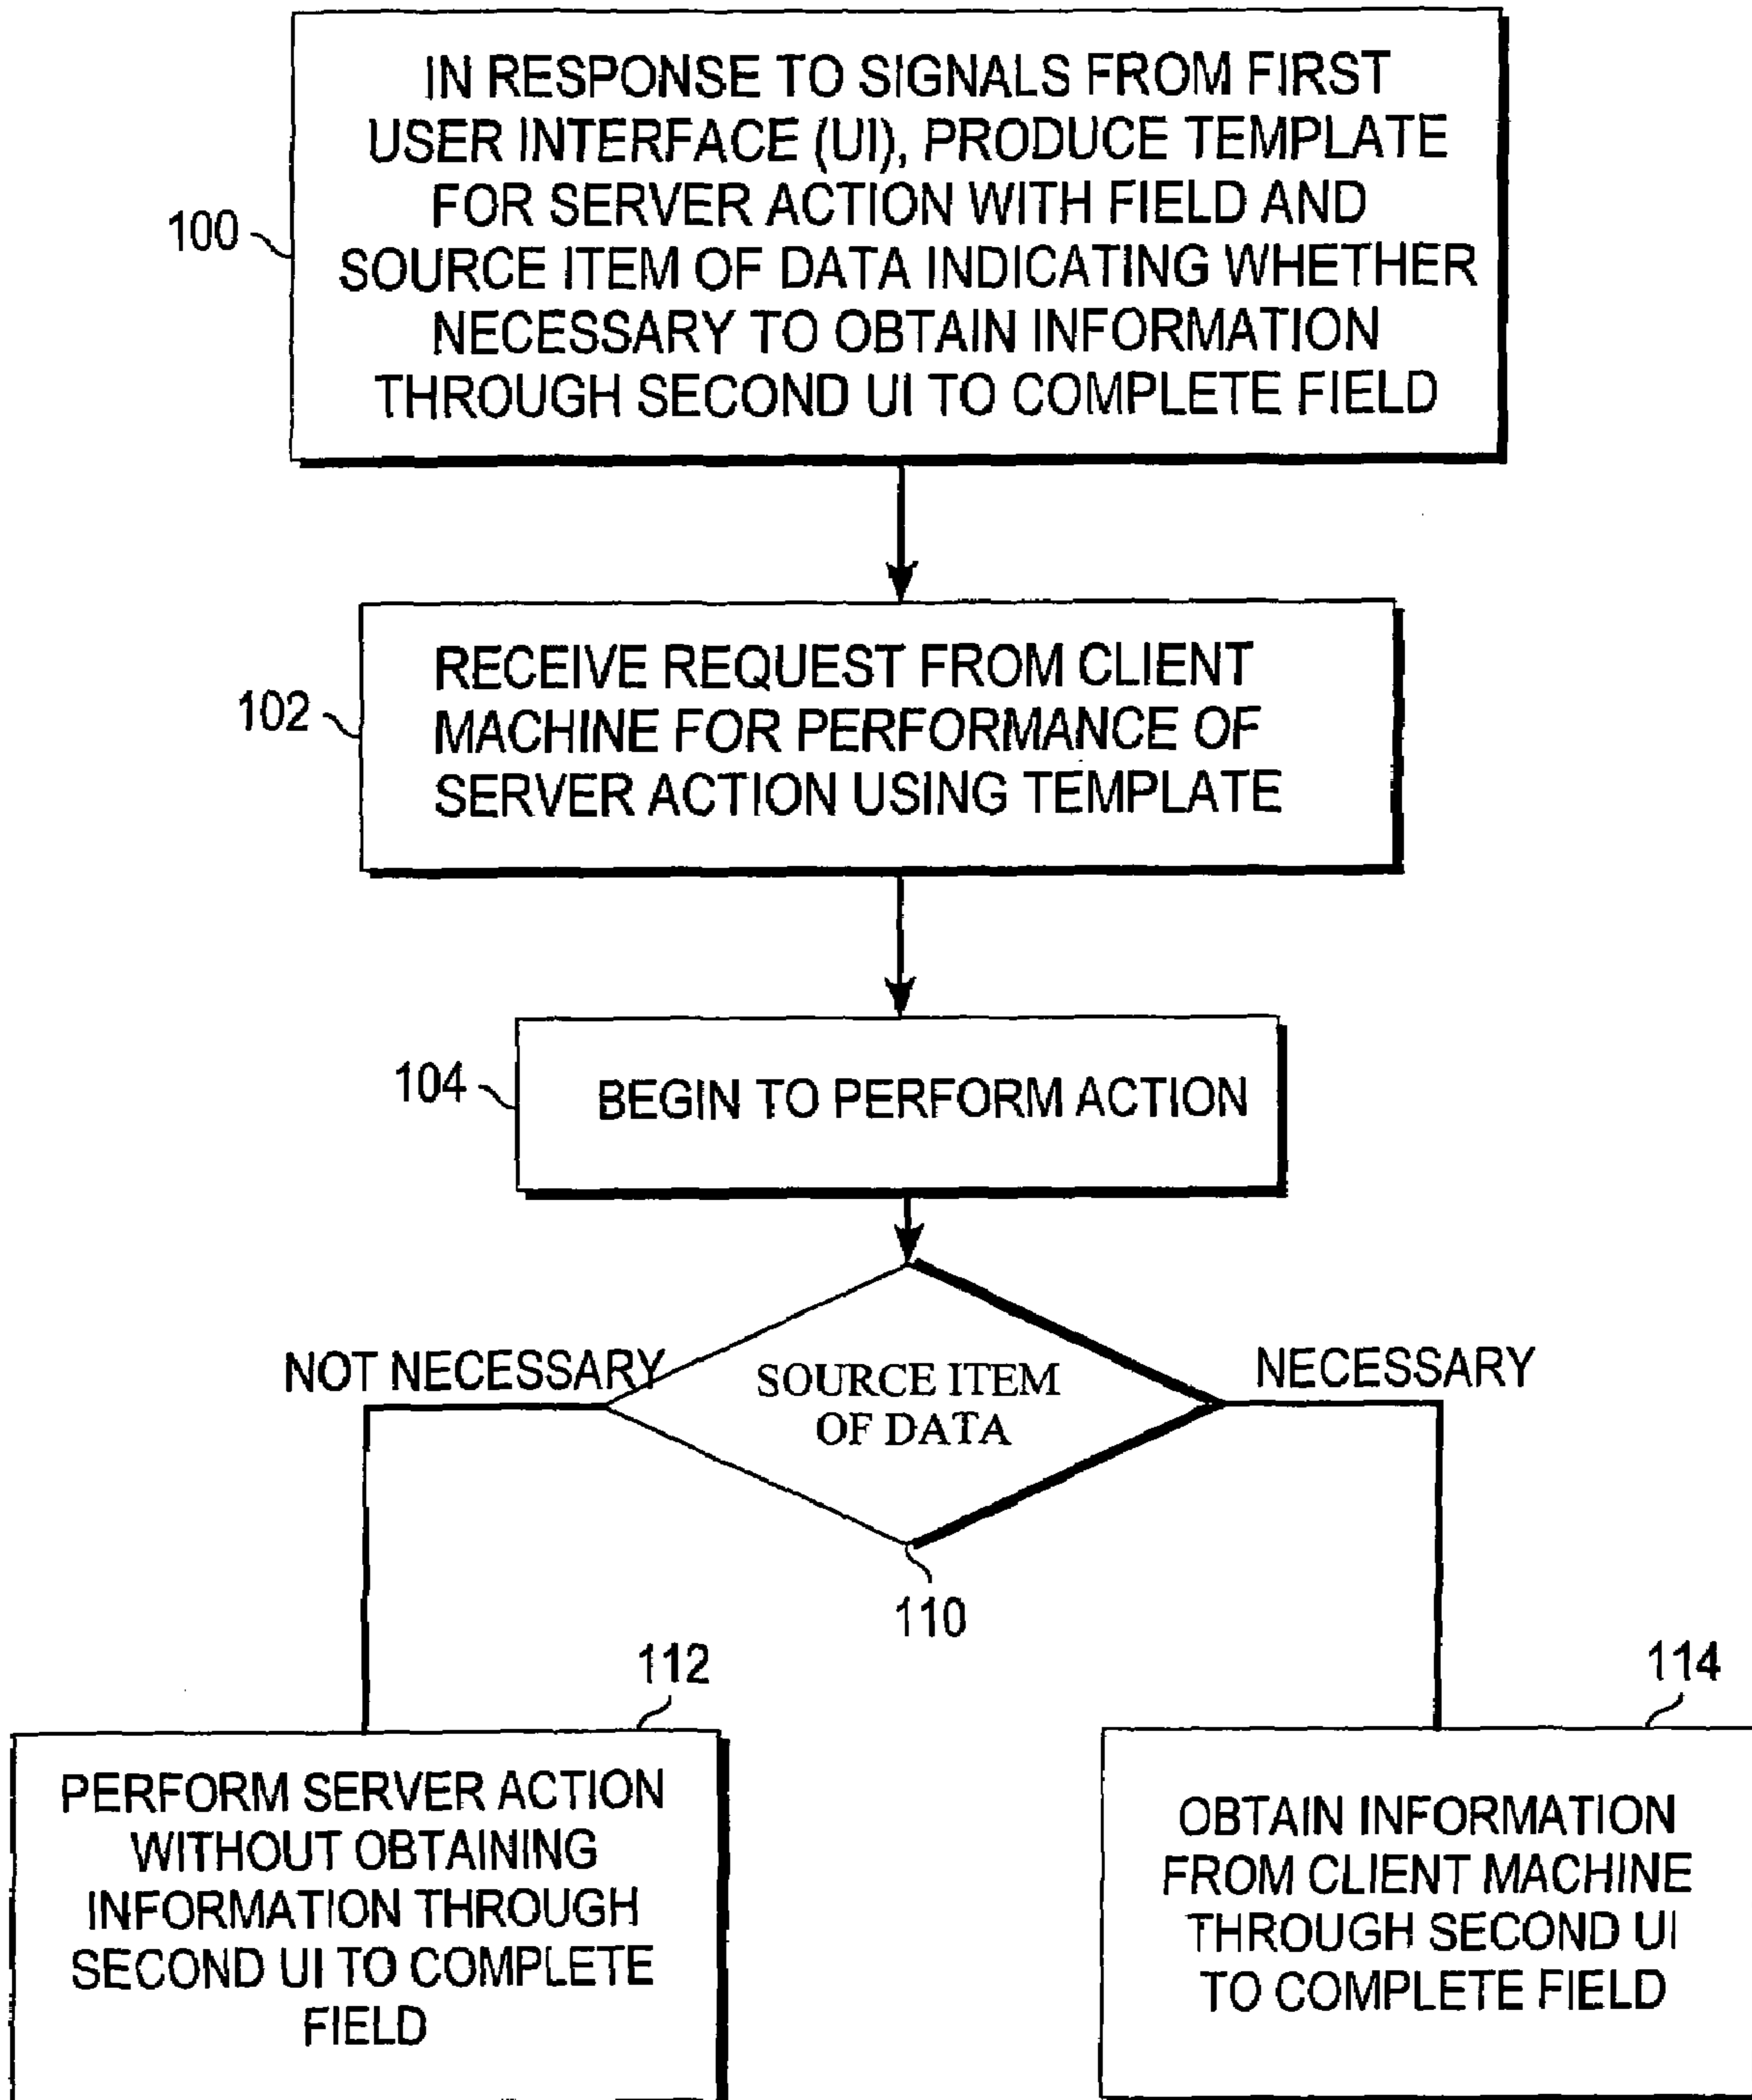 IN RESPONSE TO SIGNALS FROM FIRST
USER INTERFACE (UI), PRODUCE TEMPLATE
FOR SERVER ACTION WITH FIELD AND
SOURCE ITEM OF DATA INDICATING WHETHER
NECESSARY TO OBTAIN INFORMATION
THROUGH SECOND UI TO COMPLETE FIELD
100
RECEIVE REQUEST FROM CLIENT
MACHINE FOR PERFORMANCE OF
SERVER ACTION USING TEMPLATE
102
104
BEGIN TO PERFORM ACTION
NOT NECESSARY
SOURCE ITEM
OF DATA
NECESSARY
110
112
PERFORM SERVER ACTION
WITHOUT OBTAINING
INFORMATION THROUGH
SECOND UI TO COMPLETE
FIELD
114
OBTAIN INFORMATION
FROM CLIENT MACHINE
THROUGH SECOND UI
TO COMPLETE FIELD